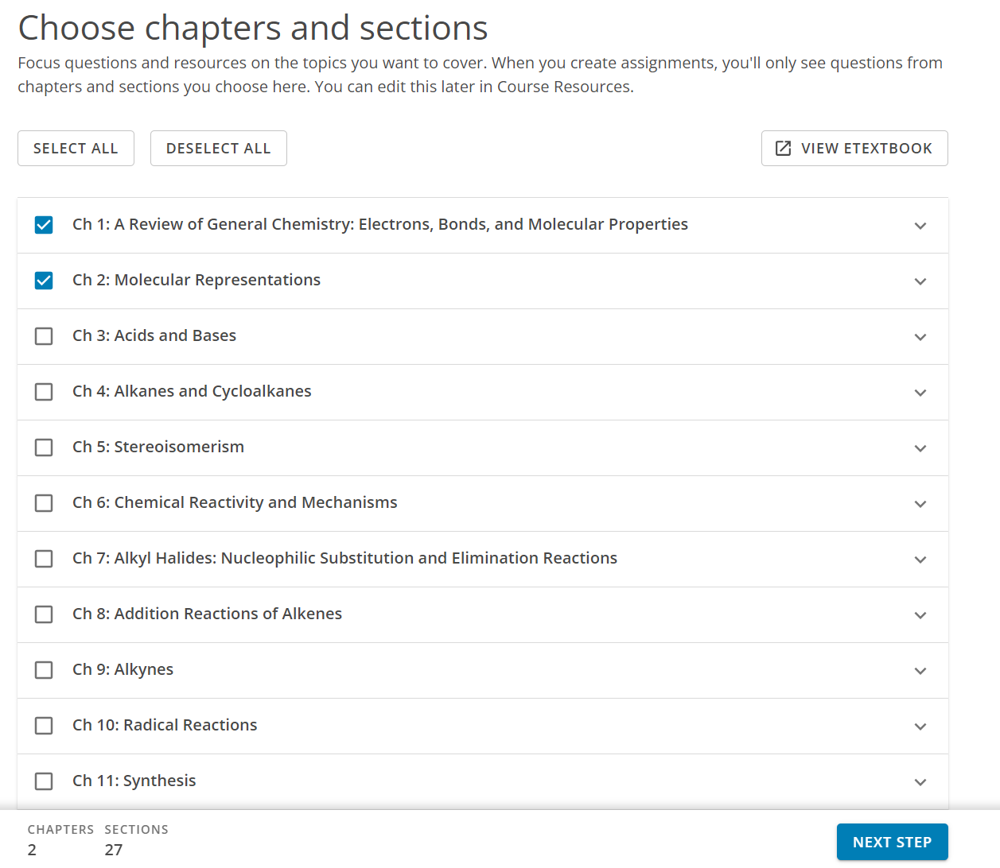 Choose chapters and sections
Focus questions and resources on the topics you want to cover. When you create assignments, you'll only see questions from
chapters and sections you choose here. You can edit this later in Course Resources.
SELECT ALL
DESELECT ALL
VIEW ETEXTBOOK
Ch 1: A Review of General Chemistry: Electrons, Bonds, and Molecular Properties
Ch 2: Molecular Representations
Ch 3: Acids and Bases
Ch 4: Alkanes and Cycloalkanes
Ch 5: Stereoisomerism
Ch 6: Chemical Reactivity and Mechanisms
Ch 7: Alkyl Halides: Nucleophilic Substitution and Elimination Reactions
Ch 8: Addition Reactions of Alkenes
Ch 9: Alkynes
Ch 10: Radical Reactions
Ch 11: Synthesis
CHAPTERS SECTIONS
2 27
NEXT STEP